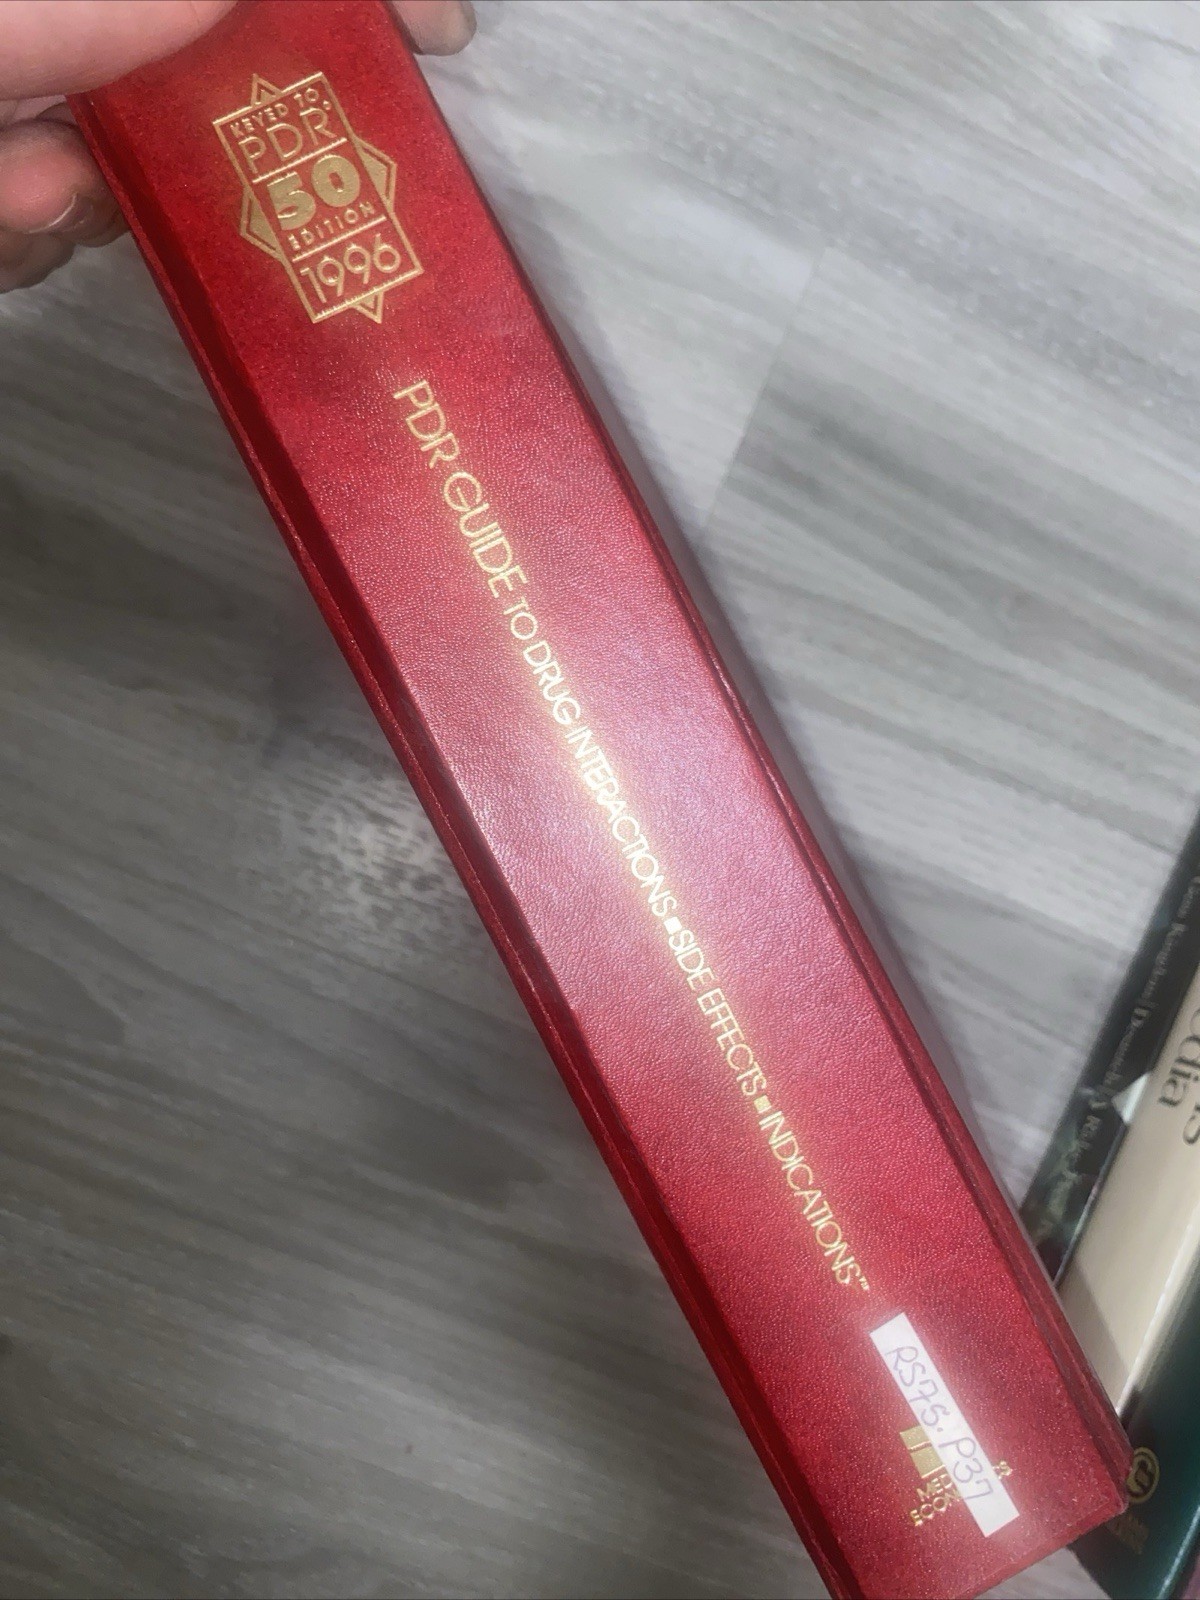 KEYED TO
PDR®
50
EDITION
1996
PDR GUIDE TO DRUG INTERACTIONS ■ SIDE EFFECTS ■ INDICATIONS™
RS75.P37